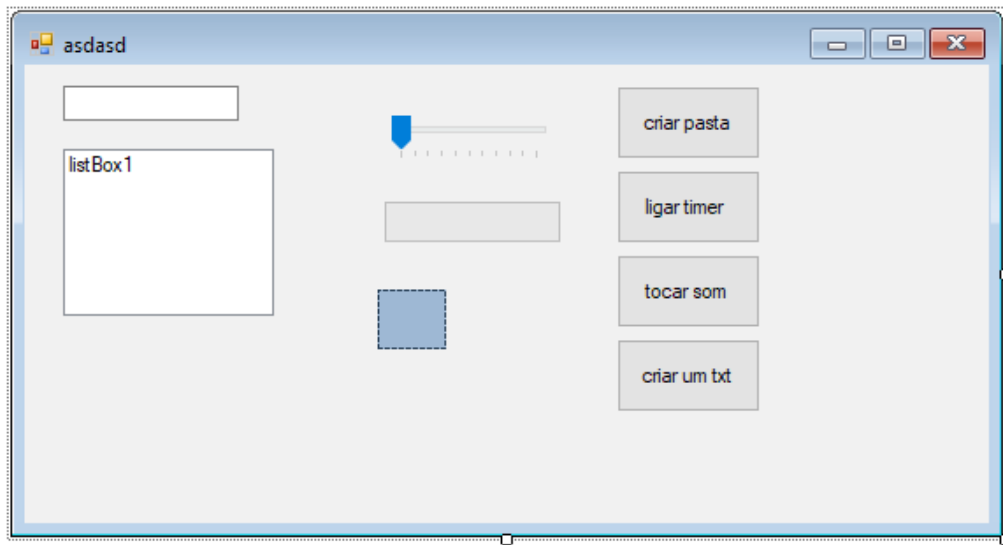 asdasd
listBox1
criar pasta
ligar timer
tocar som
criar um txt